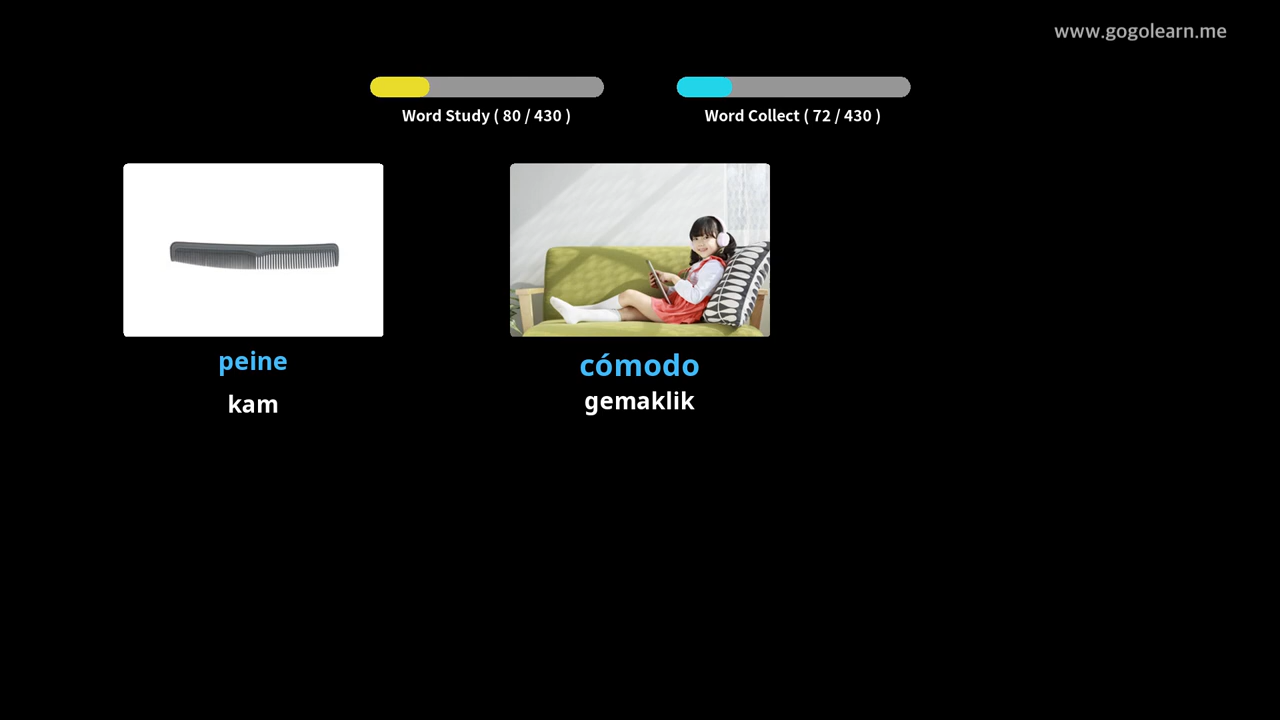 www.gogolearn.me
Word Study ( 80 / 430 )
Word Collect ( 72 / 430 )
peine
kam
cómodo
gemaklik